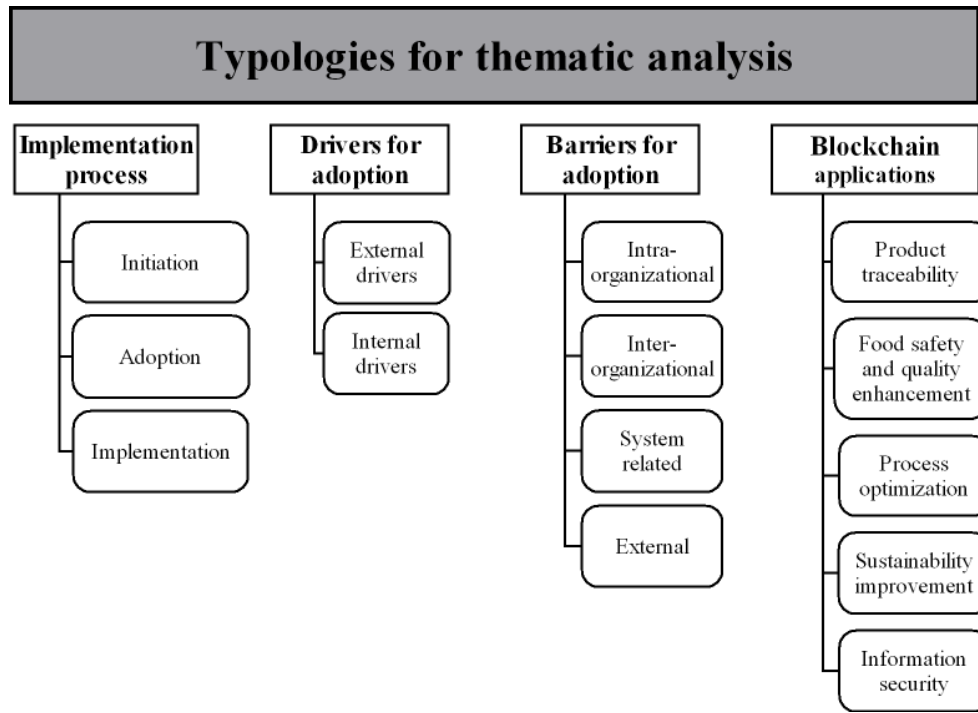 Typologies for thematic analysis
Implementation
process
Initiation
Adoption
Implementation
Drivers for
adoption
External
drivers
Internal
drivers
Barriers for
adoption
Intra-
organizational
Inter-
organizational
System
related
External
Blockchain
applications
Product
traceability
Food safety
and quality
enhancement
Process
optimization
Sustainability
improvement
Information
security